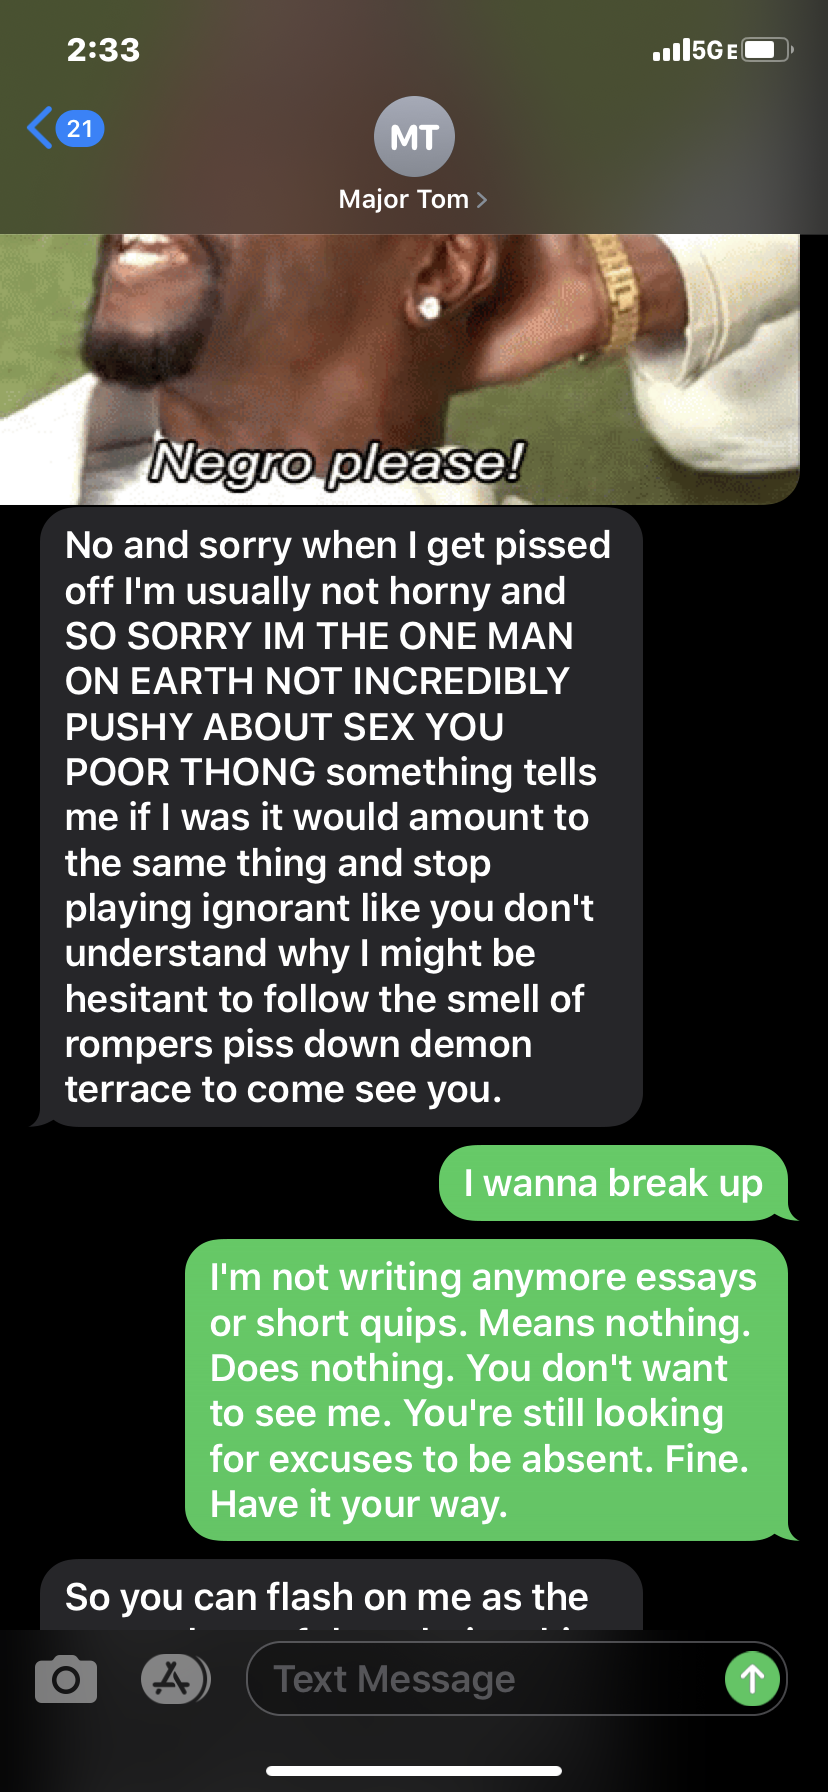 2:33
5GE
21
MT
Major Tom
Negro please!
No and sorry when I get pissed
off I'm usually not horny and
SO SORRY IM THE ONE MAN
ON EARTH NOT INCREDIBLY
PUSHY ABOUT SEX YOU
POOR THONG something tells
me if I was it would amount to
the same thing and stop
playing ignorant like you don't
understand why I might be
hesitant to follow the smell of
rompers piss down demon
terrace to come see you.
I wanna break up
I'm not writing anymore essays
or short quips. Means nothing.
Does nothing. You don't want
to see me. You're still looking
for excuses to be absent. Fine.
Have it your way.
So you can flash on me as the
Text Message